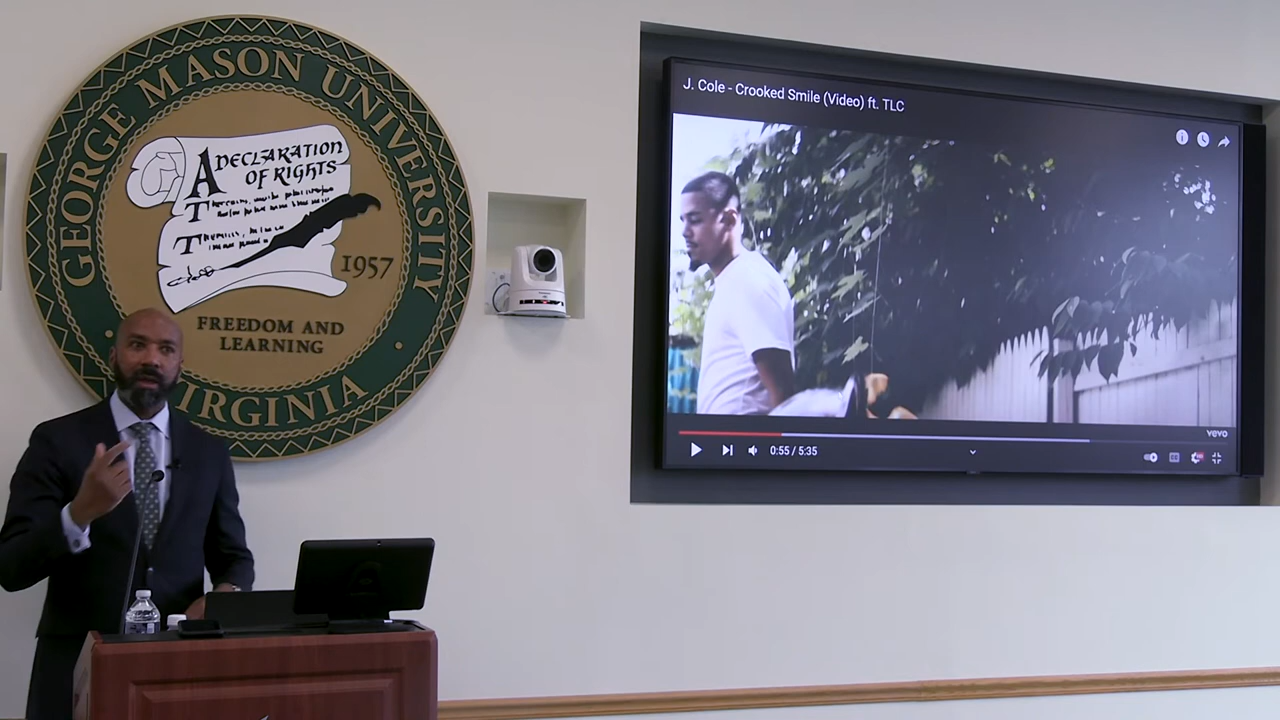 GEORGE MASON UNIVERSITY
A DECLARATION
OF RIGHTS
1957
FREEDOM AND
LEARNING
VIRGINIA
J. Cole - Crooked Smile (Video) ft. TLC
vevo
0:55 / 5:35